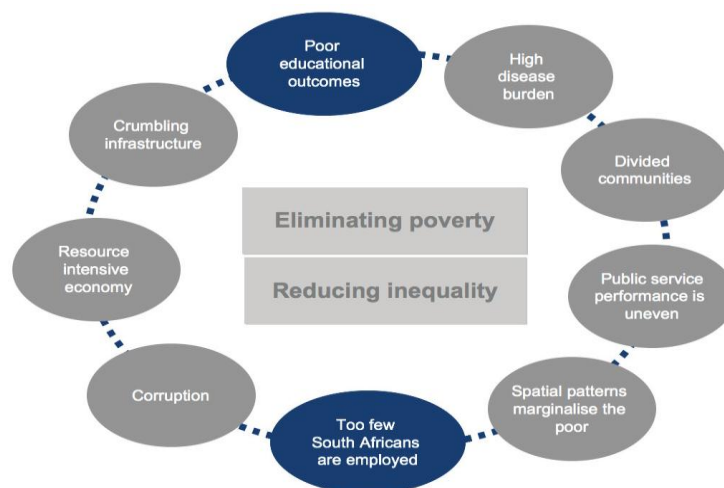 Poor
educational
outcomes
High
disease
burden
Divided
communities
Public service
performance is
uneven
Spatial patterns
marginalise the
poor
Too few
South Africans
are employed
Corruption
Resource
intensive
economy
Crumbling
infrastructure
Eliminating poverty
Reducing inequality